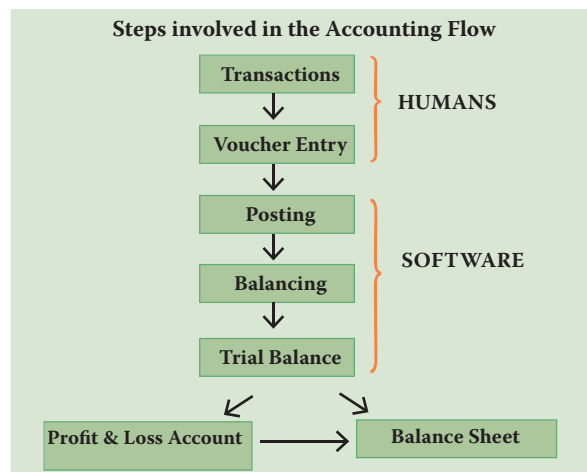 Steps involved in the Accounting Flow
Transactions
HUMANS
Voucher Entry
Posting
SOFTWARE
Balancing
Trial Balance
Profit & Loss Account
Balance Sheet